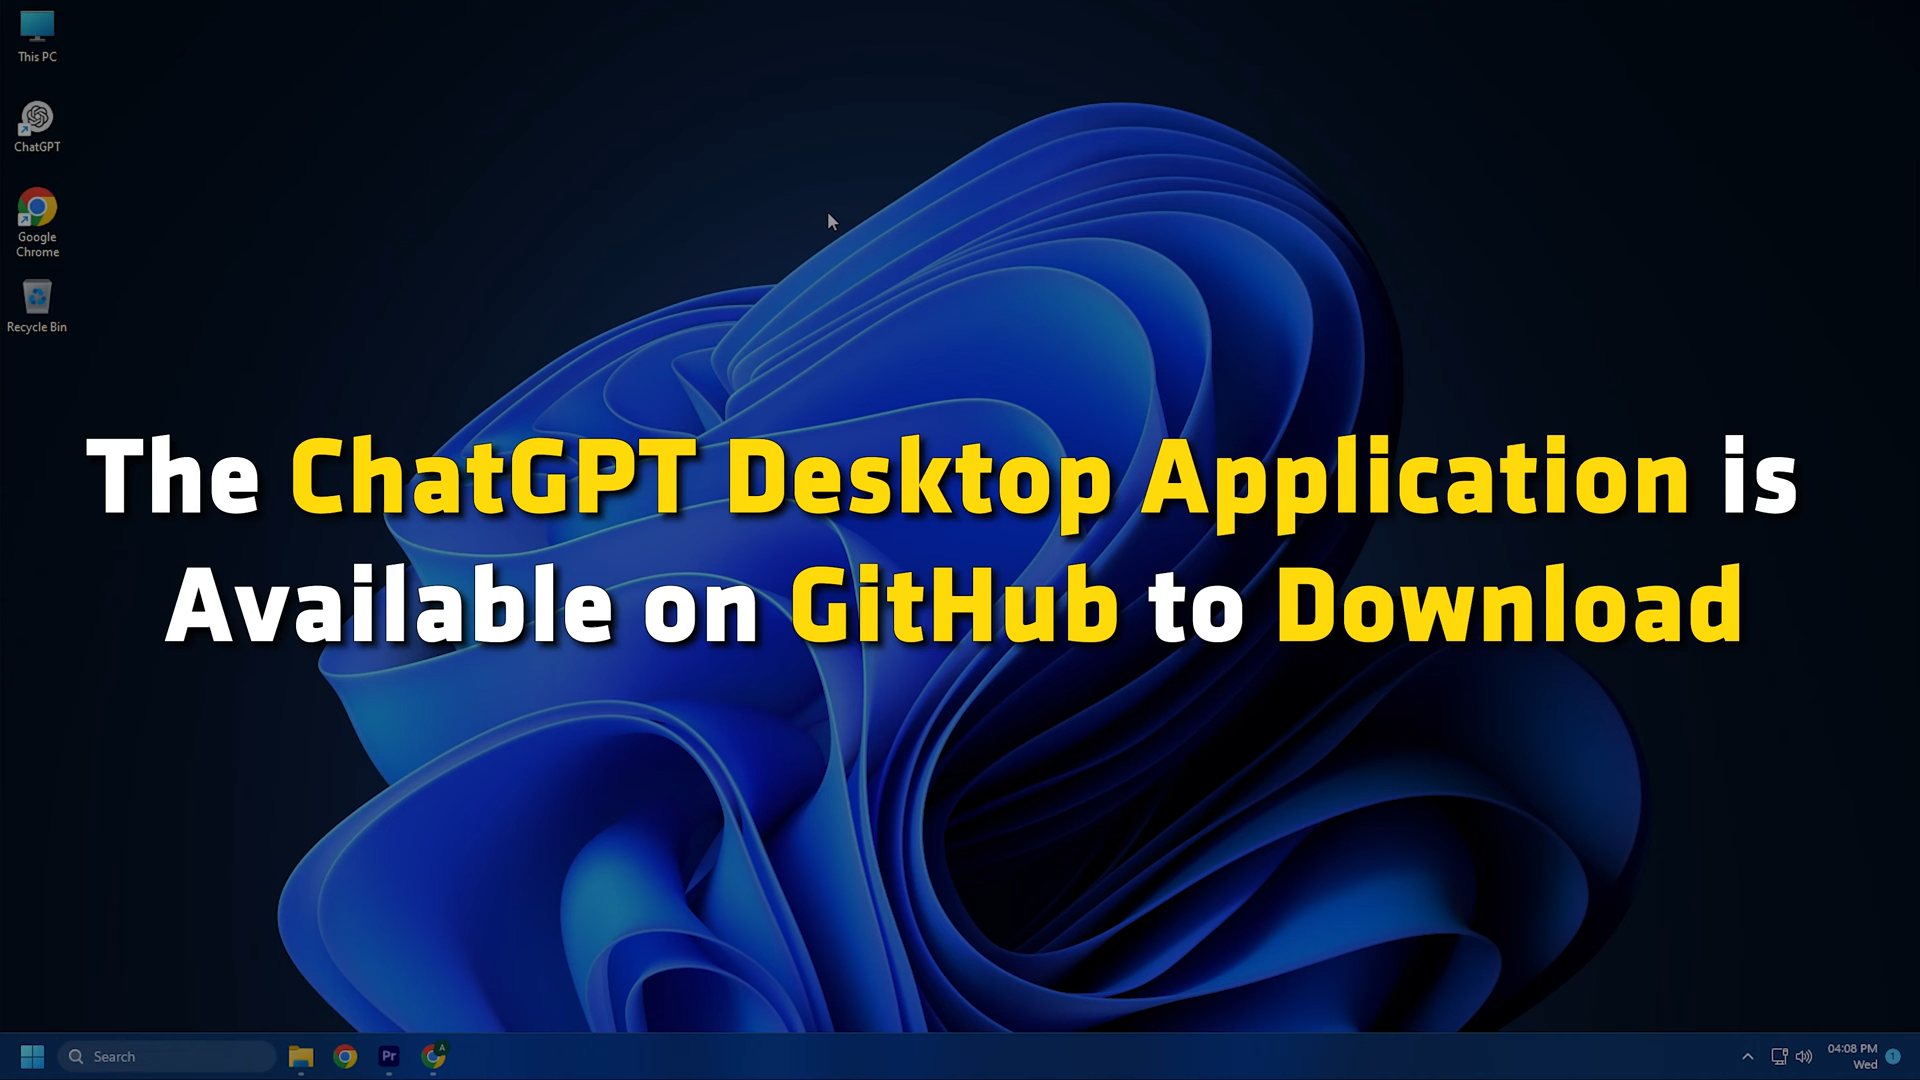 This PC
ChatGPT
Google
Chrome
Recycle Bin
The ChatGPT Desktop Application is
Available on GitHub to Download
Search
Pr
A
04:08 PM
Wed
1